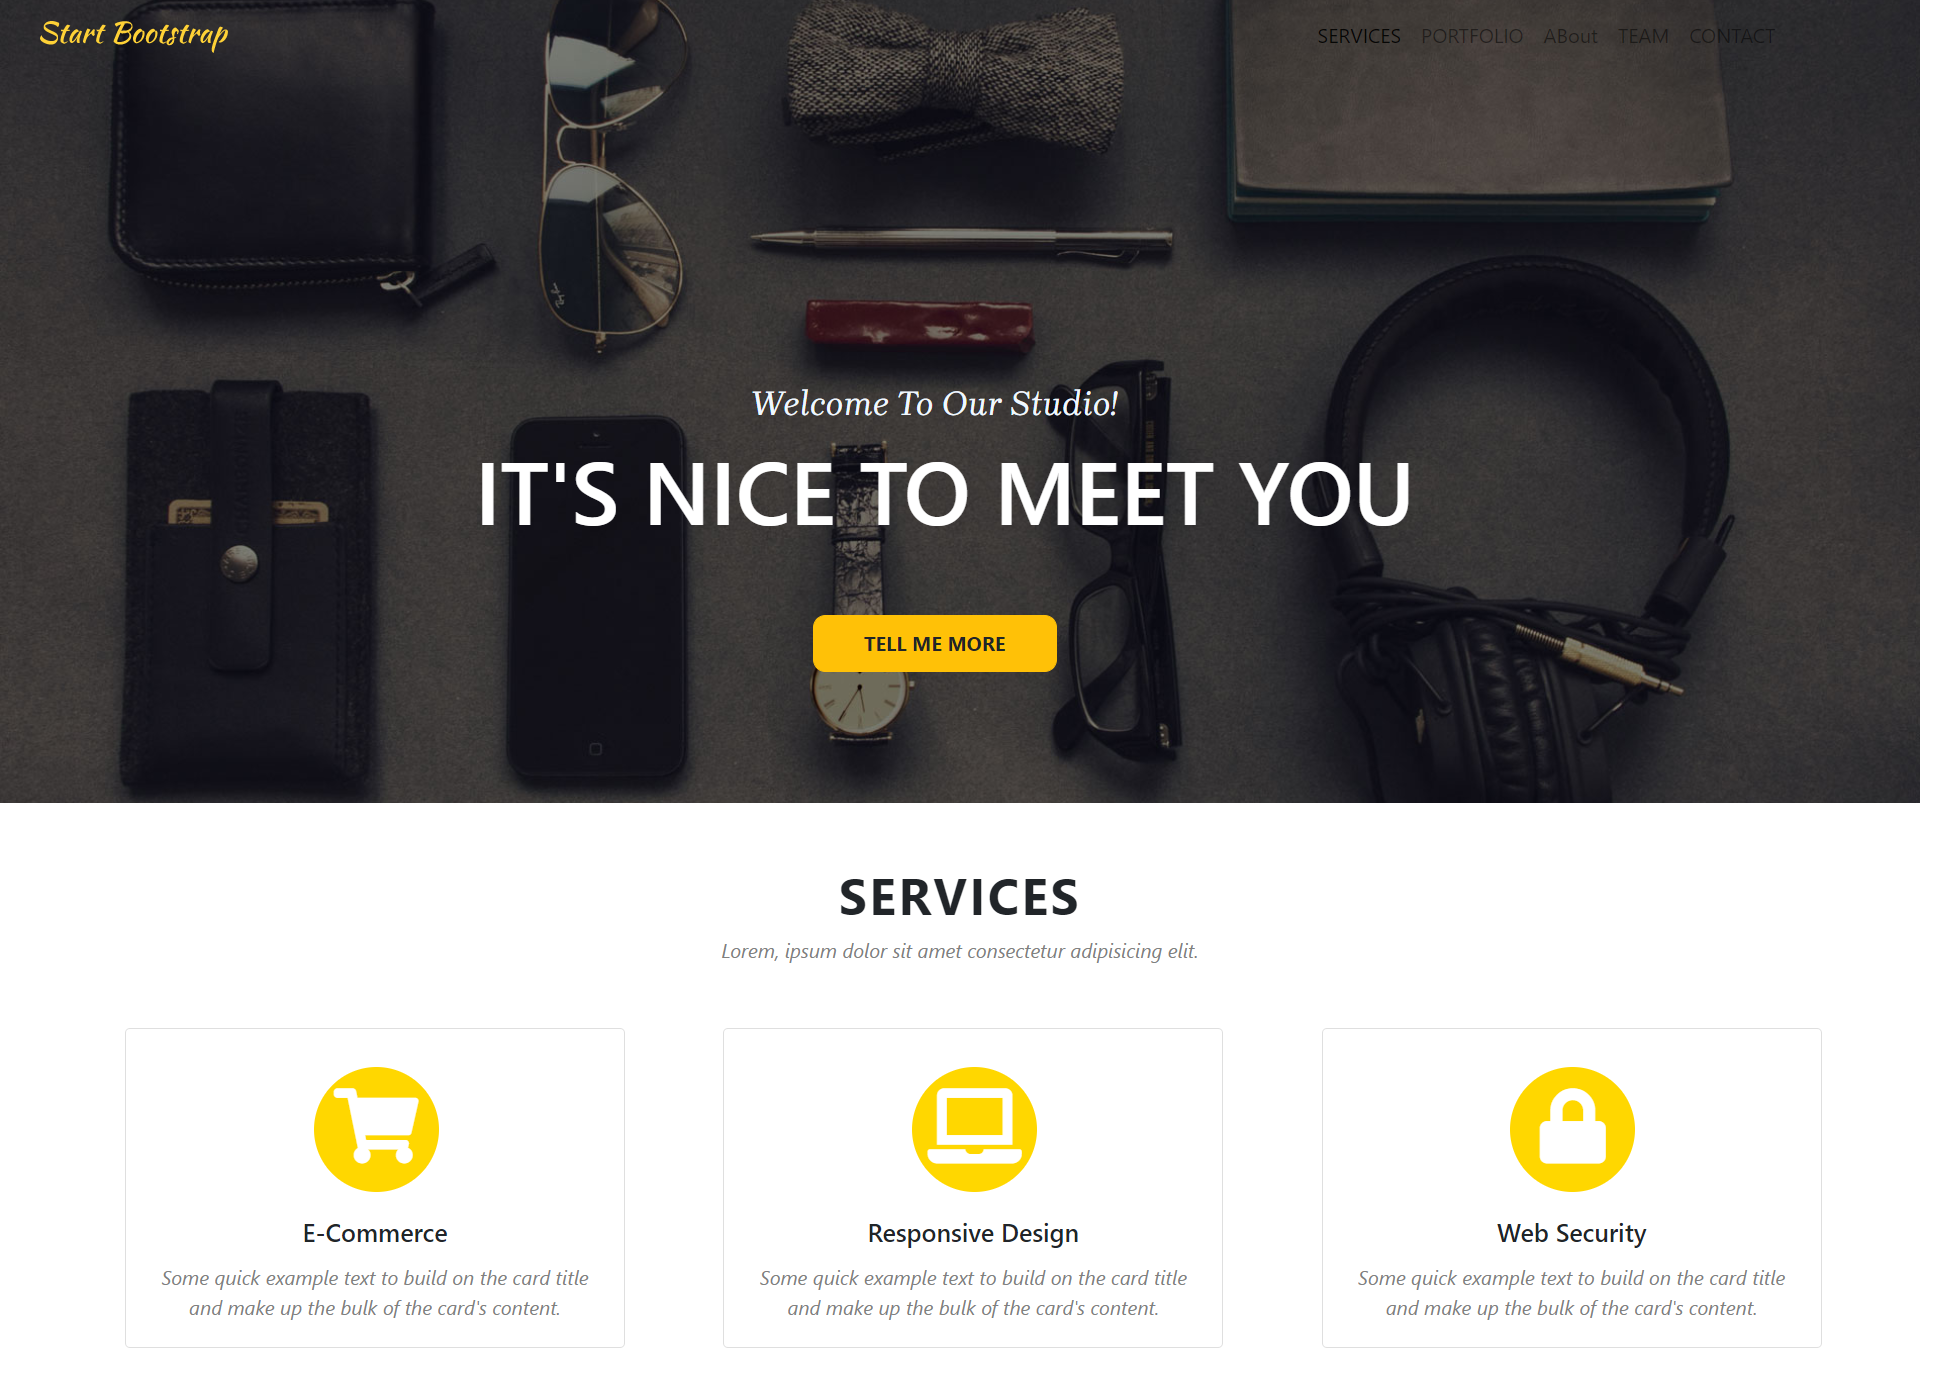 Start Bootstrap
SERVICES PORTFOLIO ABout TEAM CONTACT
Welcome To Our Studio!
IT'S NICE TO MEET YOU
TELL ME MORE
SERVICES
Lorem, ipsum dolor sit amet consectetur adipisicing elit.
E-Commerce
Some quick example text to build on the card title
and make up the bulk of the card's content.
Responsive Design
Some quick example text to build on the card title
and make up the bulk of the card's content.
Web Security
Some quick example text to build on the card title
and make up the bulk of the card's content.